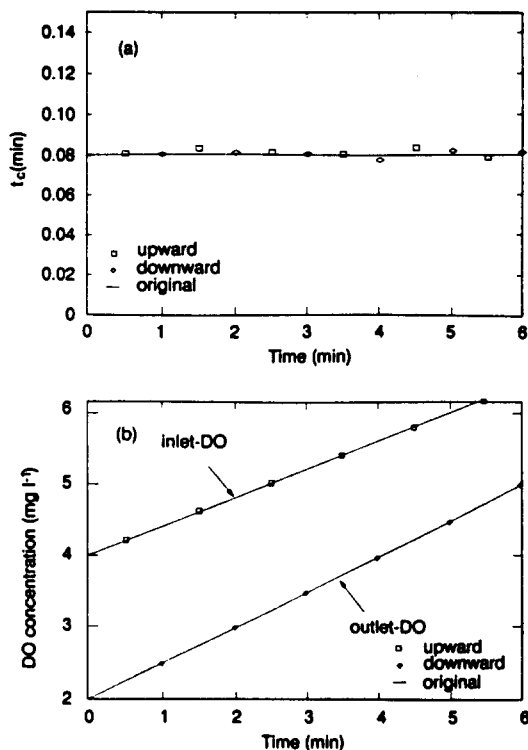 0.14
(a)
0.12
0.10
0.08
0.06
0.04
0.02
0
t_c(min)
□ upward
◇ downward
— original
0 1 2 3 4 5 6
Time (min)
6
5
4
3
2
DO concentration (mg l⁻¹)
(b)
inlet-DO
outlet-DO
□ upward
◇ downward
— original
0 1 2 3 4 5 6
Time (min)